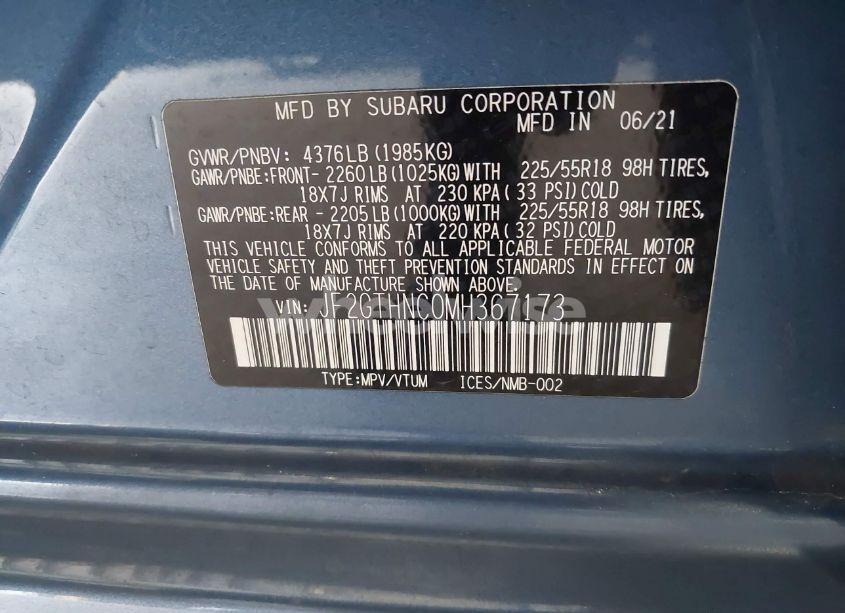 MFD BY SUBARU CORPORATION
MFD IN 06/21
GVWR/PNBV: 4376LB(1985KG)
GAWR/PNBE:FRONT- 2260LB(1025KG)WITH 225/55R18 98H TIRES,
18X7J RIMS AT 230 KPA( 33 PSI)COLD
GAWR/PNBE:REAR - 2205LB(1000KG)WITH 225/55R18 98H TIRES,
18X7J RIMS AT 220 KPA( 32 PSI)COLD
THIS VEHICLE CONFORMS TO ALL APPLICABLE FEDERAL MOTOR
VEHICLE SAFETY AND THEFT PREVENTION STANDARDS IN EFFECT ON
THE DATE OF MANUFACTURE SHOWN ABOVE.
VIN: JF2GTHNC0MH367173
TYPE:MPV/VTUM ICES/NMB-002